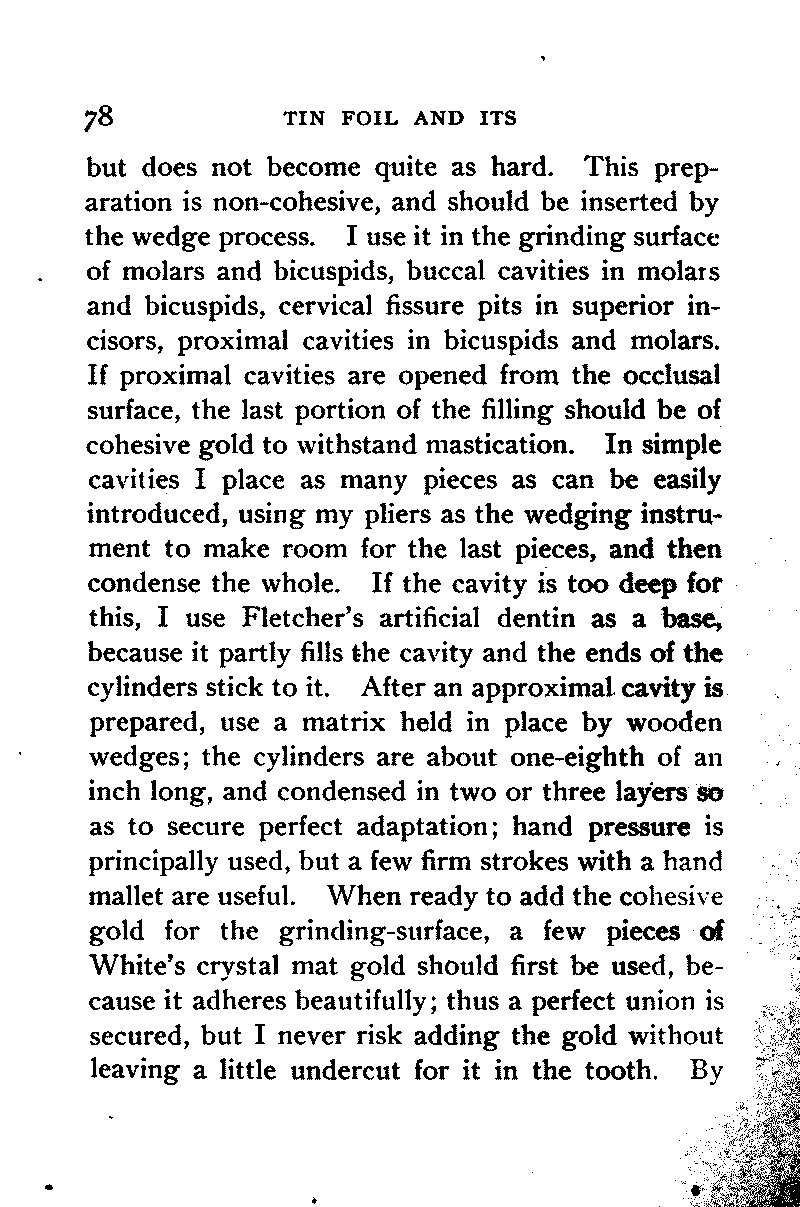 78 TIN FOIL AND ITS
but does not become quite as hard. This prep-
aration is non-cohesive, and should be inserted by
the wedge process. I use it in the grinding surface
of molars and bicuspids, buccal cavities in molars
and bicuspids, cervical fissure pits in superior in-
cisors, proximal cavities in bicuspids and molars.
If proximal cavities are opened from the occlusal
surface, the last portion of the filling should be of
cohesive gold to withstand mastication. In simple
cavities I place as many pieces as can be easily
introduced, using my pliers as the wedging instru-
ment to make room for the last pieces, and then
condense the whole. If the cavity is too deep for
this, I use Fletcher's artificial dentin as a base,
because it partly fills the cavity and the ends of the
cylinders stick to it. After an approximal cavity is
prepared, use a matrix held in place by wooden
wedges; the cylinders are about one-eighth of an
inch long, and condensed in two or three layers so
as to secure perfect adaptation; hand pressure is
principally used, but a few firm strokes with a hand
mallet are useful. When ready to add the cohesive
gold for the grinding-surface, a few pieces of
White's crystal mat gold should first be used, be-
cause it adheres beautifully; thus a perfect union is
secured, but I never risk adding the gold without
leaving a little undercut for it in the tooth. By